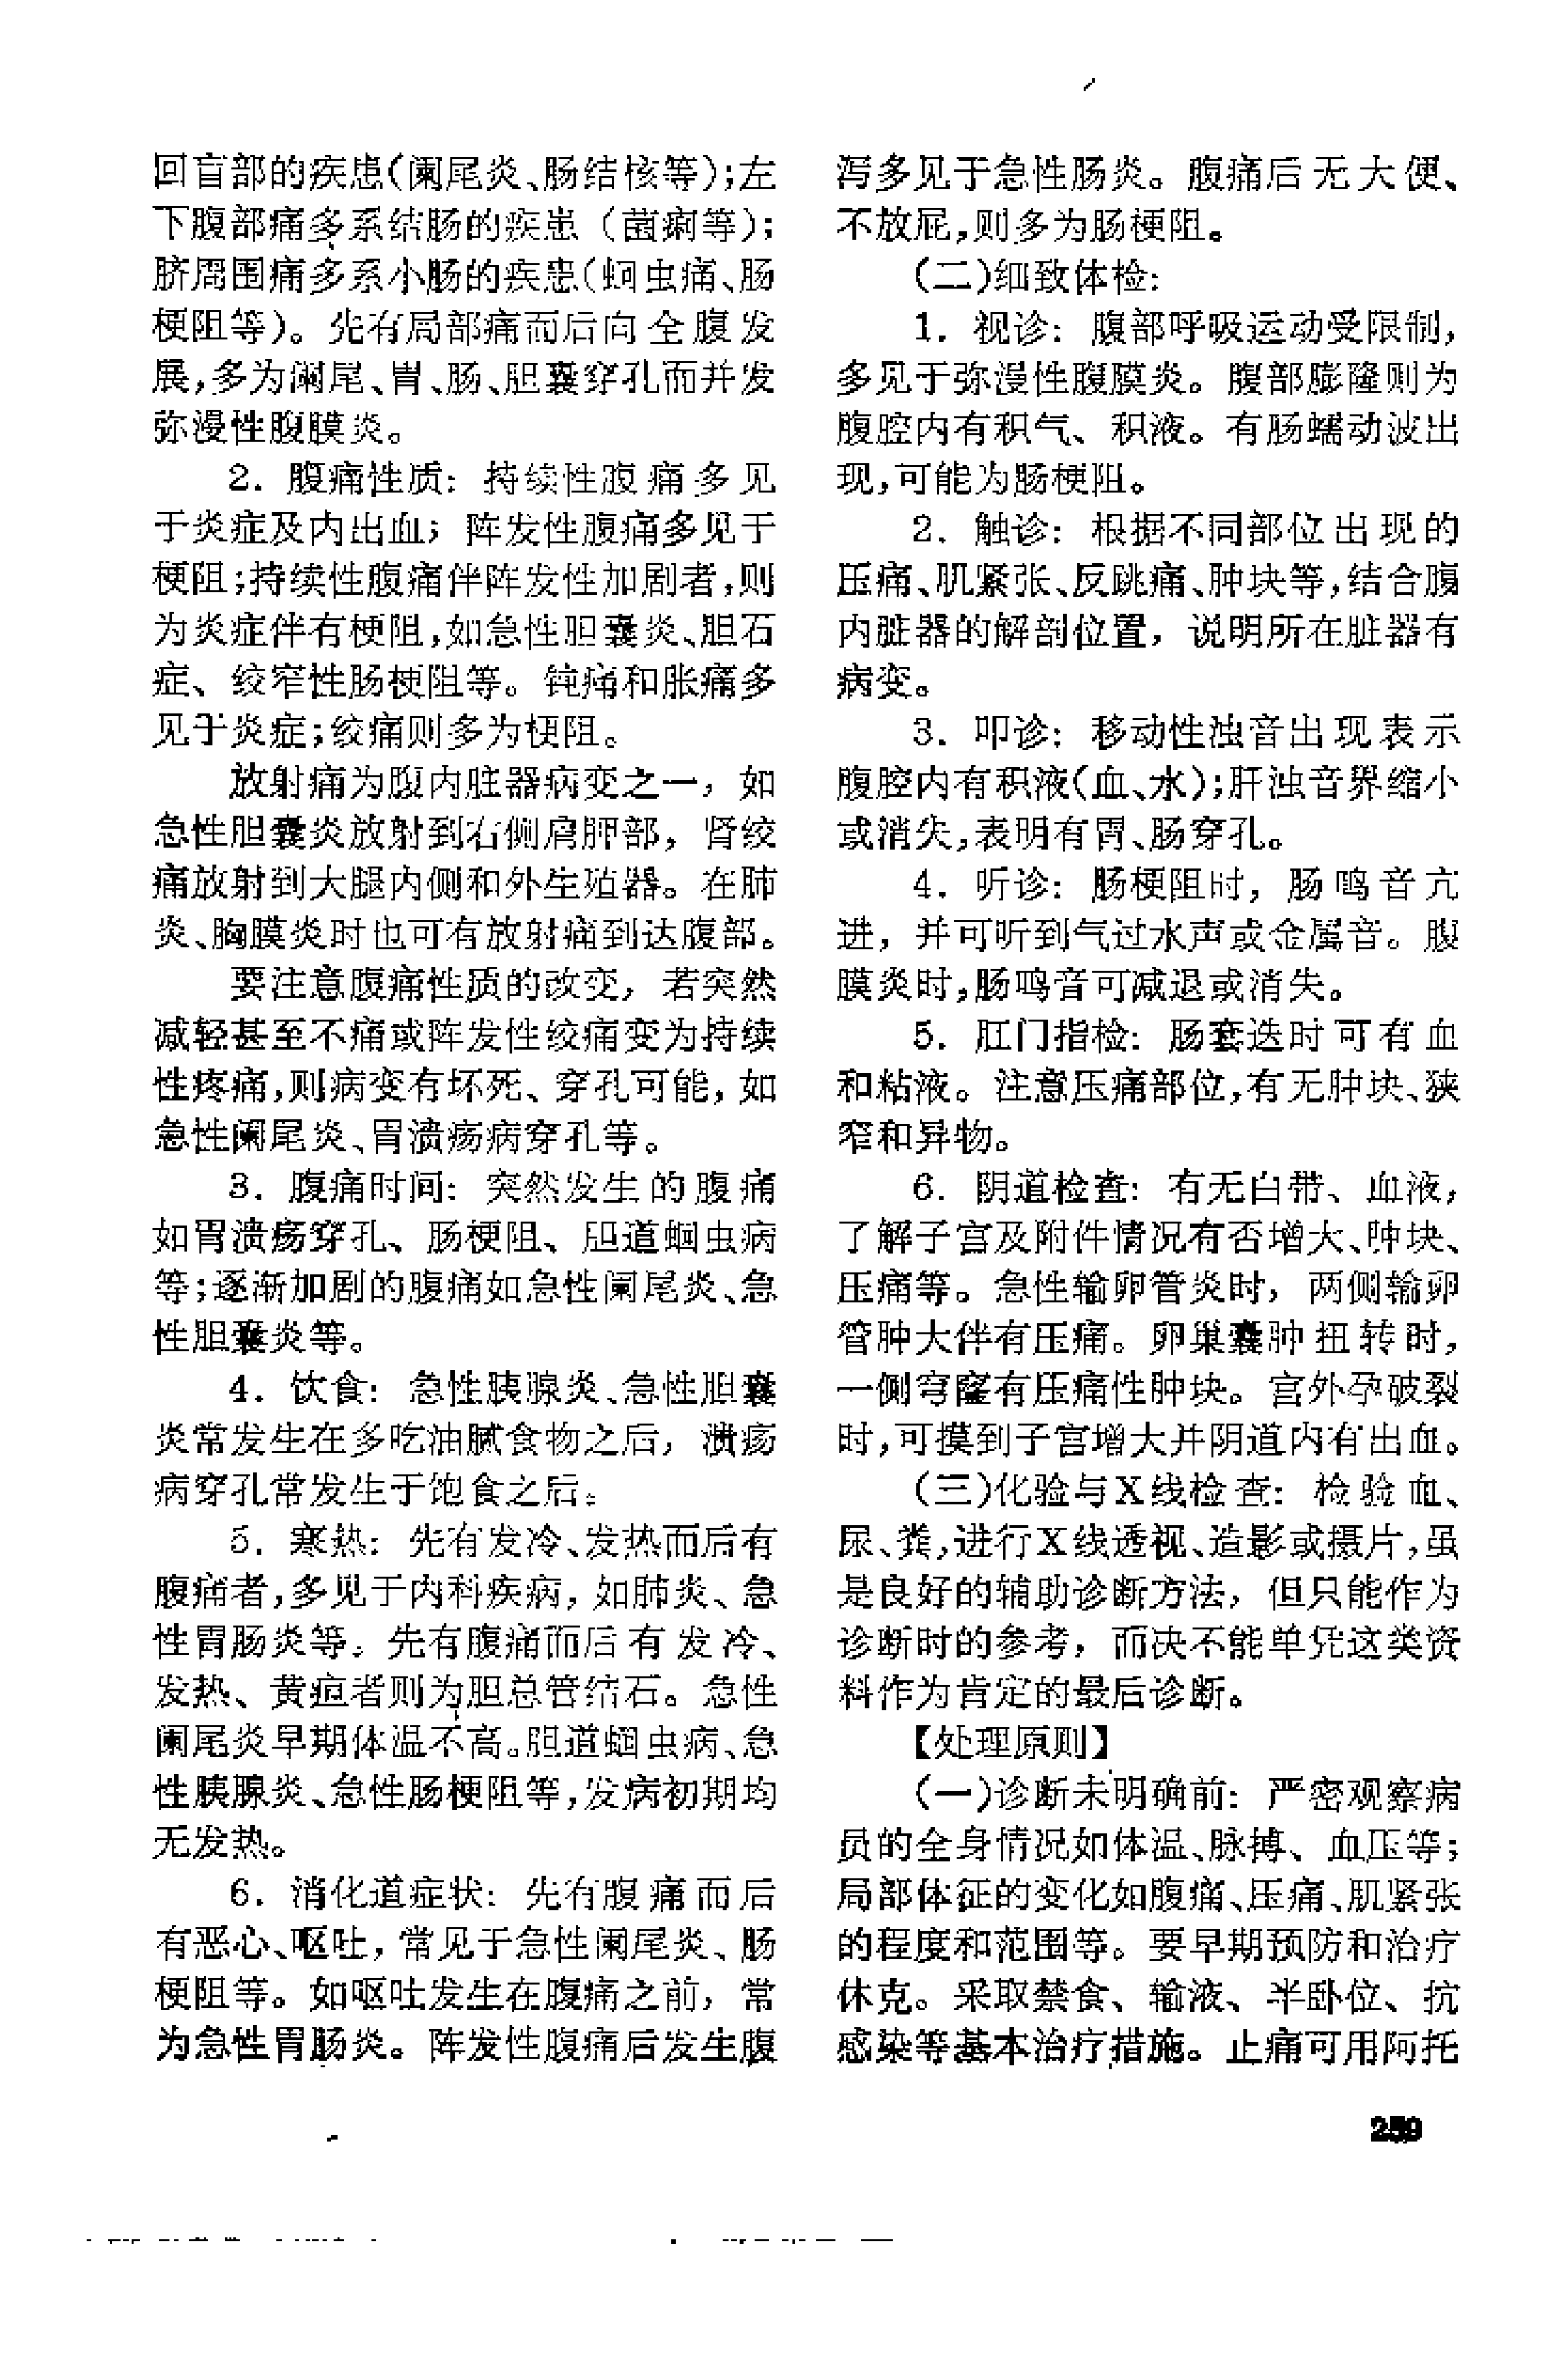 回盲部的疾患(阑尾炎、肠结核等);左
下腹部痛多系结肠的疾患（菌痢等);
脐周围痛多系小肠的疾患(蛔虫痛、肠
梗阻等)。先有局部痛而后向全腹发
展,多为阑尾、胃、肠、胆囊穿孔而并发
弥漫性腹膜炎。
2. 腹痛性质: 持续性腹痛多见
于炎症及内出血; 阵发性腹痛多见于
梗阻;持续性腹痛伴阵发性加剧者,则
为炎症伴有梗阻,如急性胆囊炎、胆石
症、绞窄性肠梗阻等。钝痛和胀痛多
见于炎症;绞痛则多为梗阻。
放射痛为腹内脏器病变之一, 如
急性胆囊炎放射到右侧肩胛部, 肾绞
痛放射到大腿内侧和外生殖器。在肺
炎、胸膜炎时也可有放射痛到达腹部。
要注意腹痛性质的改变, 若突然
减轻甚至不痛或阵发性绞痛变为持续
性疼痛,则病变有坏死、穿孔可能, 如
急性阑尾炎、胃溃疡病穿孔等。
3. 腹痛时间: 突然发生的腹痛
如胃溃疡穿孔、肠梗阻、胆道蛔虫病
等;逐渐加剧的腹痛如急性阑尾炎、急
性胆囊炎等。
4. 饮食: 急性胰腺炎、急性胆囊
炎常发生在多吃油腻食物之后, 溃疡
病穿孔常发生于饱食之后。
5. 寒热: 先有发冷、发热而后有
腹痛者,多见于内科疾病, 如肺炎、急
性胃肠炎等。先有腹痛而后有发冷、
发热、黄疸者则为胆总管结石。急性
阑尾炎早期体温不高。胆道蛔虫病、急
性胰腺炎、急性肠梗阻等,发病初期均
无发热。
6. 消化道症状: 先有腹痛而后
有恶心、呕吐, 常见于急性阑尾炎、肠
梗阻等。如呕吐发生在腹痛之前, 常
为急性胃肠炎。阵发性腹痛后发生腹
泻多见于急性肠炎。腹痛后无大便、
不放屁,则多为肠梗阻。
(二)细致体检:
1. 视诊: 腹部呼吸运动受限制,
多见于弥漫性腹膜炎。腹部膨隆则为
腹腔内有积气、积液。有肠蠕动波出
现,可能为肠梗阻。
2. 触诊: 根据不同部位出现的
压痛、肌紧张、反跳痛、肿块等,结合腹
内脏器的解剖位置, 说明所在脏器有
病变。
3. 叩诊: 移动性浊音出现表示
腹腔内有积液(血、水);肝浊音界缩小
或消失,表明有胃、肠穿孔。
4. 听诊: 肠梗阻时, 肠鸣音亢
进, 并可听到气过水声或金属音。腹
膜炎时,肠鸣音可减退或消失。
5. 肛门指检: 肠套迭时可有血
和粘液。注意压痛部位,有无肿块、狭
窄和异物。
6. 阴道检查: 有无白带、血液,
了解子宫及附件情况有否增大、肿块、
压痛等。急性输卵管炎时, 两侧输卵
管肿大伴有压痛。卵巢囊肿扭转时,
一侧穹窿有压痛性肿块。宫外孕破裂
时,可摸到子宫增大并阴道内有出血。
(三)化验与X线检查: 检验血、
尿、粪,进行X线透视、造影或摄片,虽
是良好的辅助诊断方法, 但只能作为
诊断时的参考, 而决不能单凭这类资
料作为肯定的最后诊断。
【处理原则】
(一)诊断未明确前: 严密观察病
员的全身情况如体温、脉搏、血压等;
局部体征的变化如腹痛、压痛、肌紧张
的程度和范围等。要早期预防和治疗
休克。采取禁食、输液、半卧位、抗
感染等基本治疗措施。止痛可用阿托
259